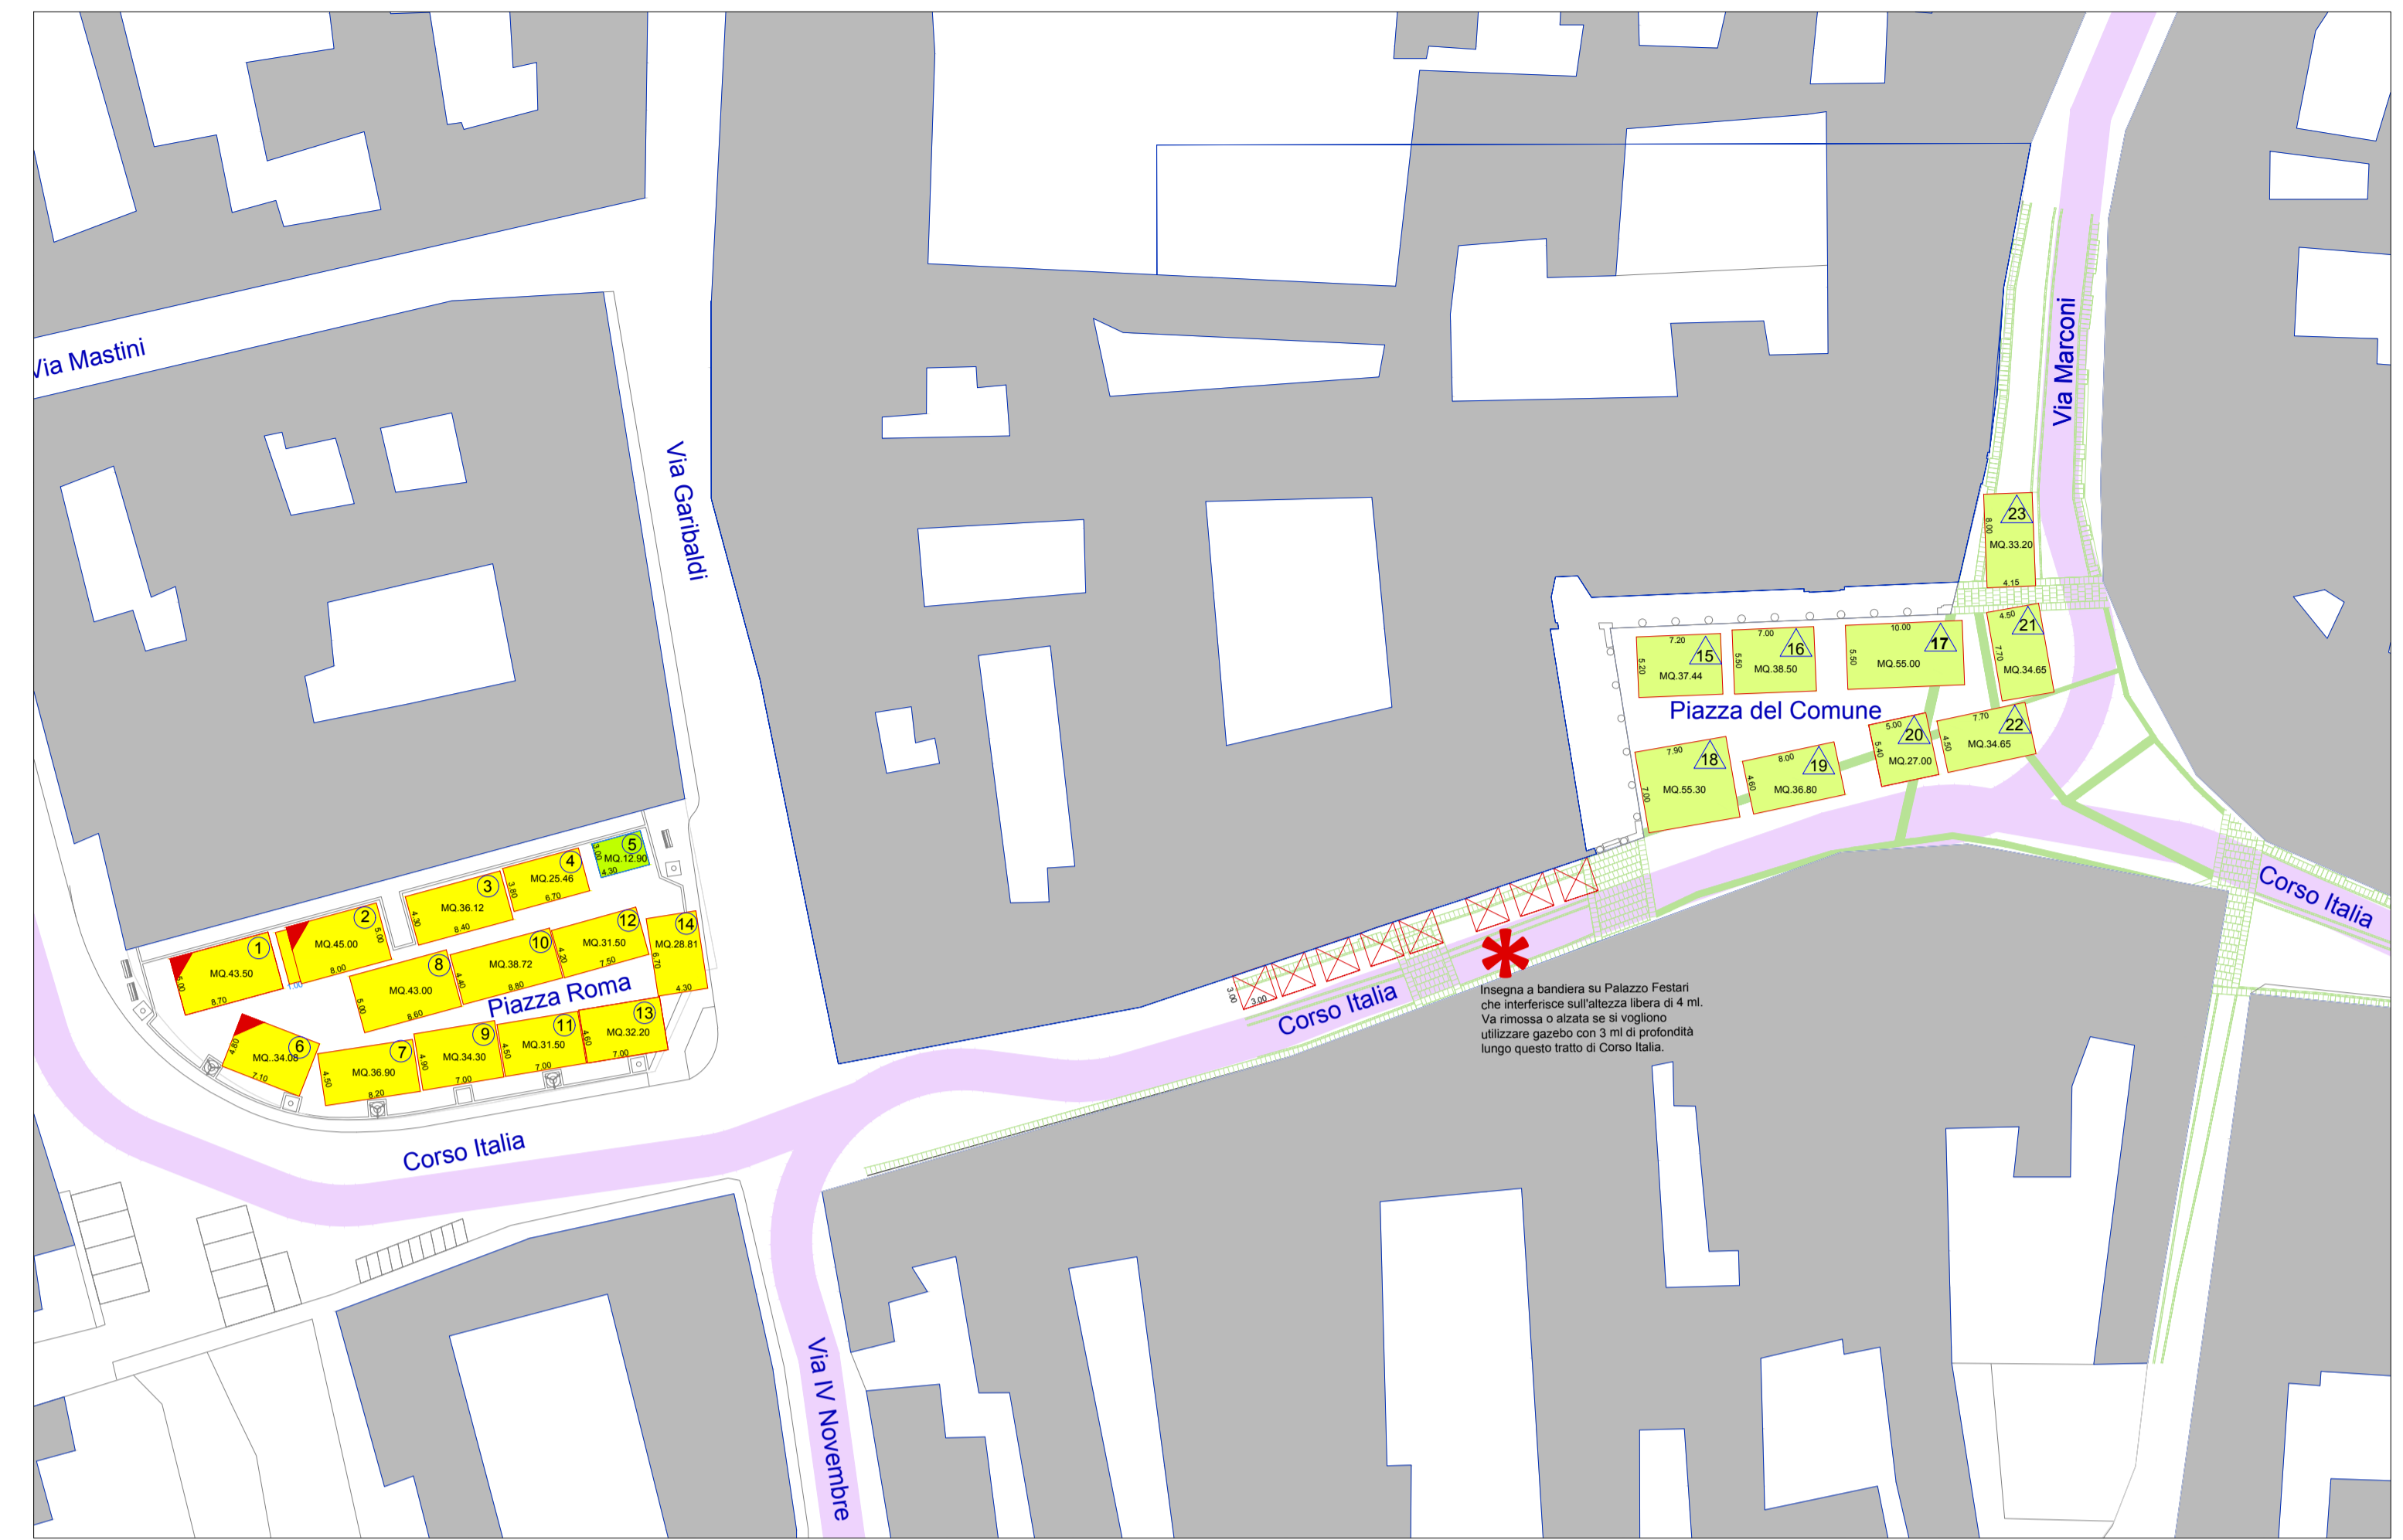 Via Mastini
Via Garibaldi
Via Marconi
23
8.00
MQ.33.20
4.15
4.50
21
7.70
MQ.34.65
7.20
15
5.20
MQ.37.44
7.00
16
5.50
MQ.38.50
10.00
17
5.50
MQ.55.00
Piazza del Comune
7.90
18
7.00
MQ.55.30
8.00
19
4.60
MQ.36.80
5.00
20
5.40
MQ.27.00
7.70
22
4.50
MQ.34.65
Corso Italia
1
5.00
MQ.43.50
8.70
2
5.00
MQ.45.00
8.00
1.00
3
4.30
MQ.36.12
8.40
4
3.80
MQ.25.46
6.70
5
3.00
MQ.12.90
4.30
8
5.00
MQ.43.00
8.60
10
4.40
MQ.38.72
8.80
12
4.20
MQ.31.50
7.50
14
MQ.28.81
6.70
4.30
Piazza Roma
6
4.80
MQ..34.08
7.10
7
4.50
MQ.36.90
8.20
9
4.90
MQ.34.30
7.00
11
4.50
MQ.31.50
7.00
13
4.60
MQ.32.20
7.00
3.00
3.00
Corso Italia
Insegna a bandiera su Palazzo Festari
che interferisce sull'altezza libera di 4 ml.
Va rimossa o alzata se si vogliono
utilizzare gazebo con 3 ml di profondità
lungo questo tratto di Corso Italia.
Corso Italia
Via IV Novembre